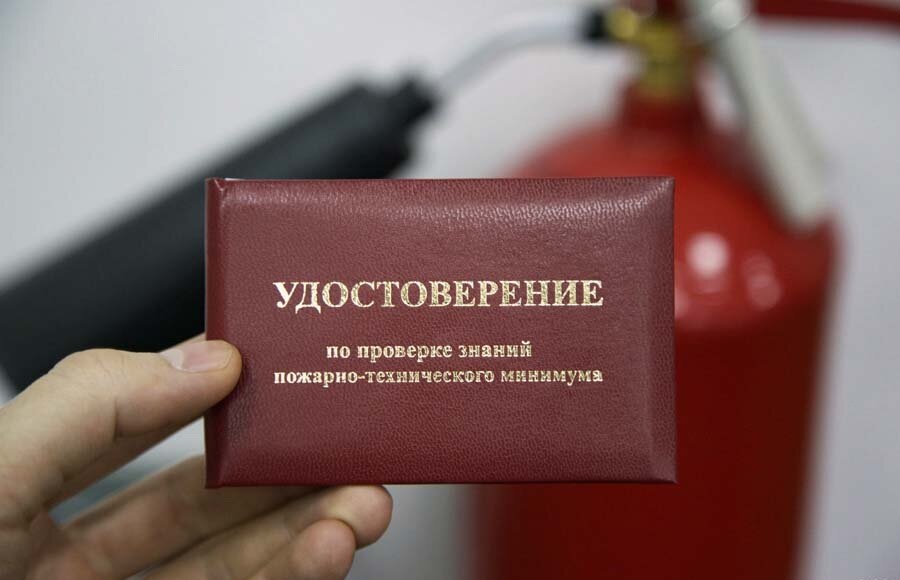 УДОСТОВЕРЕНИЕ
по проверке знаний
пожарно-технического минимума